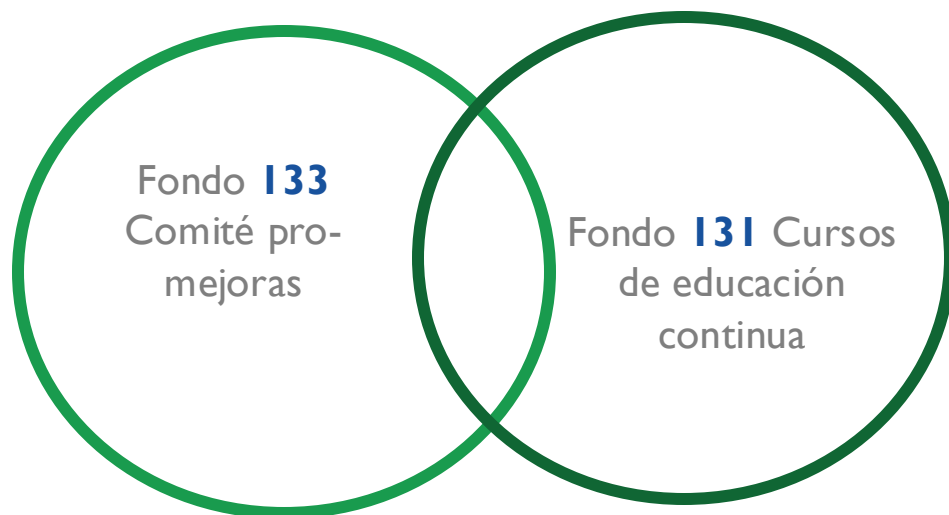 Fondo 133
Comité pro-
mejoras
Fondo 131 Cursos
de educación
continua